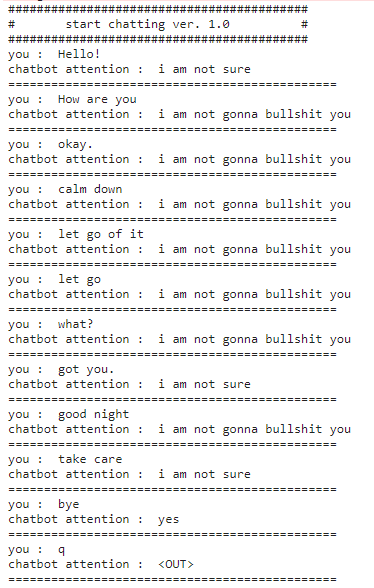 ##########################################
#       start chatting ver. 1.0          #
##########################################
you :  Hello!
chatbot attention :  i am not sure
==============================================
you :  How are you
chatbot attention :  i am not gonna bullshit you
==============================================
you :  okay.
chatbot attention :  i am not gonna bullshit you
==============================================
you :  calm down
chatbot attention :  i am not gonna bullshit you
==============================================
you :  let go of it
chatbot attention :  i am not gonna bullshit you
==============================================
you :  let go
chatbot attention :  i am not gonna bullshit you
==============================================
you :  what?
chatbot attention :  i am not gonna bullshit you
==============================================
you :  got you.
chatbot attention :  i am not sure
==============================================
you :  good night
chatbot attention :  i am not gonna bullshit you
==============================================
you :  take care
chatbot attention :  i am not sure
==============================================
you :  bye
chatbot attention :  yes
==============================================
you :  q
chatbot attention :  <OUT>
==============================================